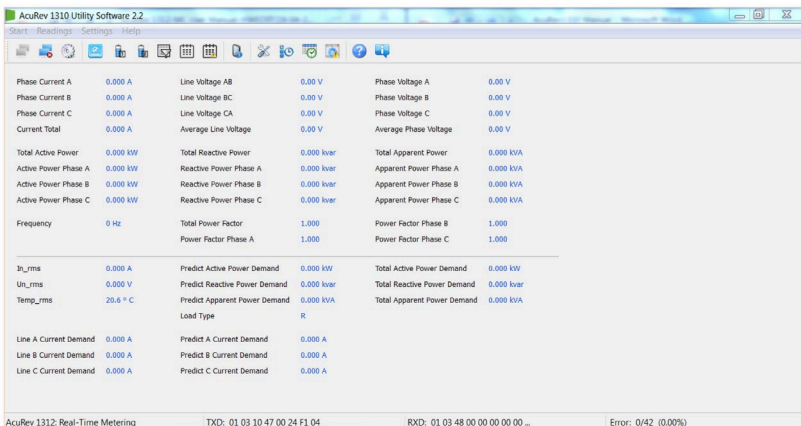 AcuRev 1310 Utility Software 2.2
Start Readings Settings Help
Phase Current A 0.000 A Line Voltage AB 0.00 V Phase Voltage A 0.00 V
Phase Current B 0.000 A Line Voltage BC 0.00 V Phase Voltage B 0.00 V
Phase Current C 0.000 A Line Voltage CA 0.00 V Phase Voltage C 0.00 V
Current Total 0.000 A Average Line Voltage 0.00 V Average Phase Voltage 0.00 V
Total Active Power 0.000 kW Total Reactive Power 0.000 kvar Total Apparent Power 0.000 kVA
Active Power Phase A 0.000 kW Reactive Power Phase A 0.000 kvar Apparent Power Phase A 0.000 kVA
Active Power Phase B 0.000 kW Reactive Power Phase B 0.000 kvar Apparent Power Phase B 0.000 kVA
Active Power Phase C 0.000 kW Reactive Power Phase C 0.000 kvar Apparent Power Phase C 0.000 kVA
Frequency 0 Hz Total Power Factor 1.000 Power Factor Phase B 1.000
Power Factor Phase A 1.000 Power Factor Phase C 1.000
In_rms 0.000 A Predict Active Power Demand 0.000 kW Total Active Power Demand 0.000 kW
Un_rms 0.000 V Predict Reactive Power Demand 0.000 kvar Total Reactive Power Demand 0.000 kvar
Temp_rms 20.6 º C Predict Apparent Power Demand 0.000 kVA Total Apparent Power Demand 0.000 kVA
Load Type R
Line A Current Demand 0.000 A Predict A Current Demand 0.000 A
Line B Current Demand 0.000 A Predict B Current Demand 0.000 A
Line C Current Demand 0.000 A Predict C Current Demand 0.000 A
AcuRev 1312: Real-Time Metering TXD: 01 03 10 47 00 24 F1 04 RXD: 01 03 48 00 00 00 00 00 ... Error: 0/42 (0.00%)